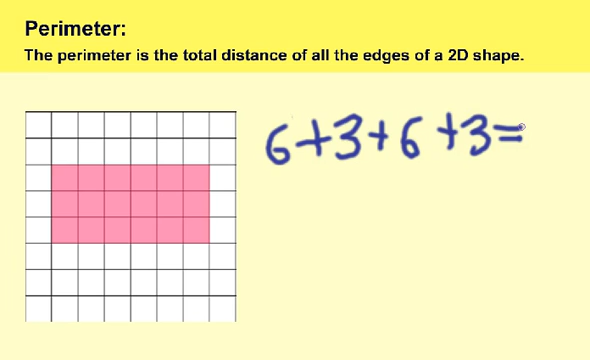 Perimeter:
The perimeter is the total distance of all the edges of a 2D shape.
6+3+6+3=